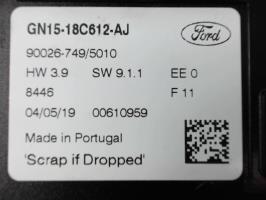 GN15-18C612-AJ
Ford
90026-749/5010
HW 3.9 SW 9.1.1 EE 0
8446 F 11
04/05/19 00610959
Made in Portugal
'Scrap if Dropped'